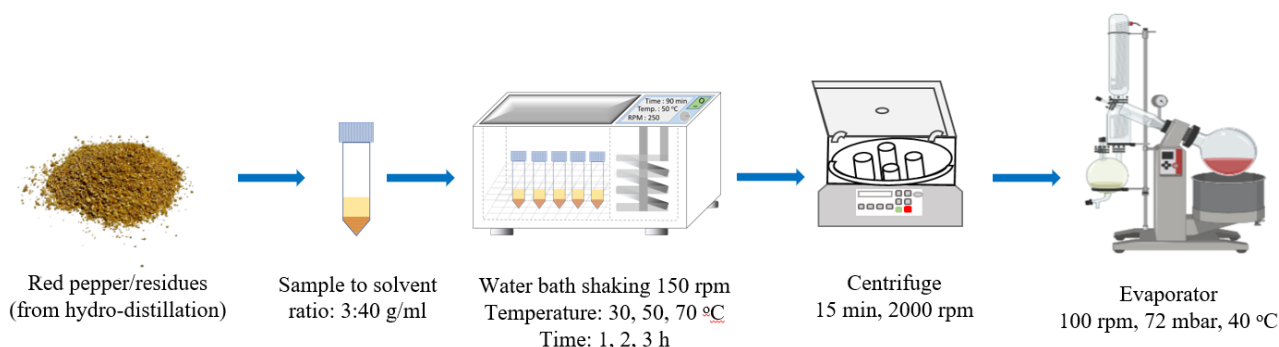 Time : 90 min
Temp. : 50 °C
RPM : 250
Red pepper/residues
(from hydro-distillation)
Sample to solvent
ratio: 3:40 g/ml
Water bath shaking 150 rpm
Temperature: 30, 50, 70 ºC
Time: 1, 2, 3 h
Centrifuge
15 min, 2000 rpm
Evaporator
100 rpm, 72 mbar, 40 °C